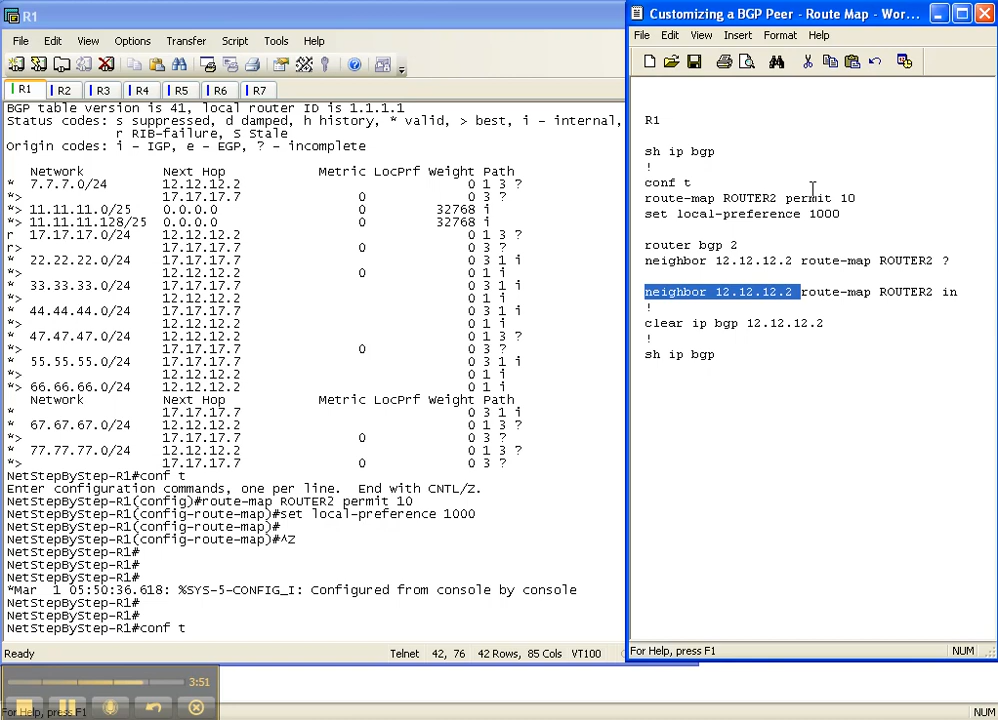 R1
File Edit View Options Transfer Script Tools Help
R1 R2 R3 R4 R5 R6 R7
BGP table version is 41, local router ID is 1.1.1.1
Status codes: s suppressed, d damped, h history, * valid, > best, i - internal,
r RIB-failure, S Stale
Origin codes: i - IGP, e - EGP, ? - incomplete
Network Next Hop Metric LocPrf Weight Path
* 7.7.7.0/24 12.12.12.2 0 1 3 ?
*> 17.17.17.7 0 0 3 ?
*> 11.11.11.0/25 0.0.0.0 0 32768 i
*> 11.11.11.128/25 0.0.0.0 0 32768 i
r 17.17.17.0/24 12.12.12.2 0 1 3 ?
r> 17.17.17.7 0 0 3 ?
* 22.22.22.0/24 17.17.17.7 0 3 1 i
*> 12.12.12.2 0 0 1 i
* 33.33.33.0/24 17.17.17.7 0 3 1 i
*> 12.12.12.2 0 1 i
* 44.44.44.0/24 17.17.17.7 0 3 1 i
*> 12.12.12.2 0 1 i
* 47.47.47.0/24 12.12.12.2 0 1 3 ?
*> 17.17.17.7 0 0 3 ?
* 55.55.55.0/24 17.17.17.7 0 3 1 i
*> 12.12.12.2 0 1 i
*> 66.66.66.0/24 12.12.12.2 0 1 i
Network Next Hop Metric LocPrf Weight Path
* 17.17.17.7 0 3 1 i
* 67.67.67.0/24 12.12.12.2 0 1 3 ?
*> 17.17.17.7 0 0 3 ?
* 77.77.77.0/24 12.12.12.2 0 1 3 ?
*> 17.17.17.7 0 0 3 ?
NetStepByStep-R1#conf t
Enter configuration commands, one per line. End with CNTL/Z.
NetStepByStep-R1(config)#route-map ROUTER2 permit 10
NetStepByStep-R1(config-route-map)#set local-preference 1000
NetStepByStep-R1(config-route-map)#
NetStepByStep-R1(config-route-map)#^Z
NetStepByStep-R1#
NetStepByStep-R1#
NetStepByStep-R1#
*Mar 1 05:50:36.618: %SYS-5-CONFIG_I: Configured from console by console
NetStepByStep-R1#
NetStepByStep-R1#
NetStepByStep-R1#conf t
Ready Telnet 42, 76 42 Rows, 85 Cols VT100
3:51
For Help, press F1
Customizing a BGP Peer - Route Map - Wor...
File Edit View Insert Format Help
R1
sh ip bgp
!
conf t
route-map ROUTER2 permit 10
set local-preference 1000
router bgp 2
neighbor 12.12.12.2 route-map ROUTER2 ?
neighbor 12.12.12.2 route-map ROUTER2 in
!
clear ip bgp 12.12.12.2
!
sh ip bgp
For Help, press F1 NUM
NUM